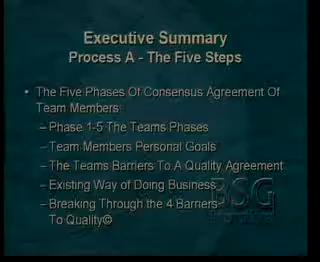 Executive Summary
Process A - The Five Steps
• The Five Phases Of Consensus Agreement Of
Team Members:
– Phase 1-5 The Teams Phases
– Team Members Personal Goals
– The Teams Barriers To A Quality Agreement
– Existing Way of Doing Business
– Breaking Through the 4 Barriers
To Quality©
BSG